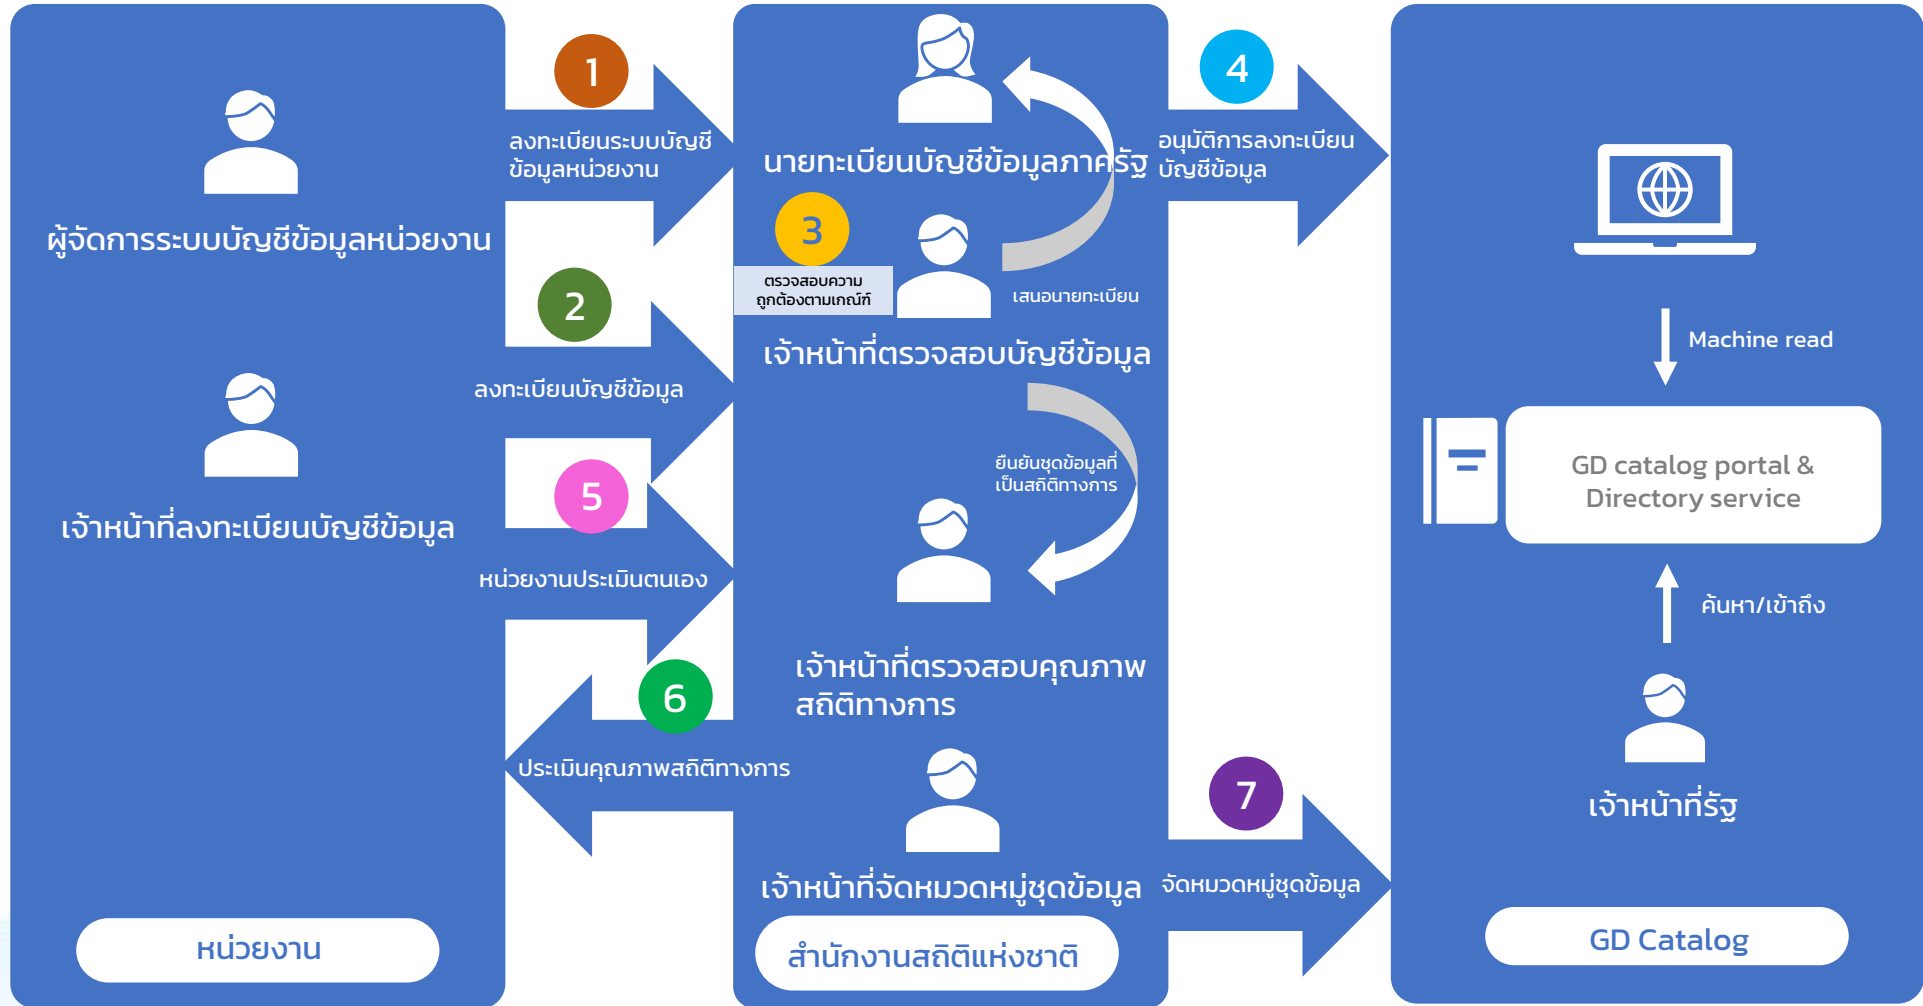 1
ลงทะเบียนระบบบัญชี
ข้อมูลหน่วยงาน
ผู้จัดการระบบบัญชีข้อมูลหน่วยงาน
2
ลงทะเบียนบัญชีข้อมูล
เจ้าหน้าที่ลงทะเบียนบัญชีข้อมูล
5
หน่วยงานประเมินตนเอง
6
ประเมินคุณภาพสถิติทางการ
หน่วยงาน
นายทะเบียนบัญชีข้อมูลภาครัฐ
3
ตรวจสอบความ
ถูกต้องตามเกณ์ฑ์
เสนอนายทะเบียน
เจ้าหน้าที่ตรวจสอบบัญชีข้อมูล
ยืนยันชุดข้อมูลที่
เป็นสถิติทางการ
เจ้าหน้าที่ตรวจสอบคุณภาพ
สถิติทางการ
เจ้าหน้าที่จัดหมวดหมู่ชุดข้อมูล
สำนักงานสถิติแห่งชาติ
4
อนุมัติการลงทะเบียน
บัญชีข้อมูล
7
จัดหมวดหมู่ชุดข้อมูล
Machine read
GD catalog portal &
Directory service
ค้นหา/เข้าถึง
เจ้าหน้าที่รัฐ
GD Catalog